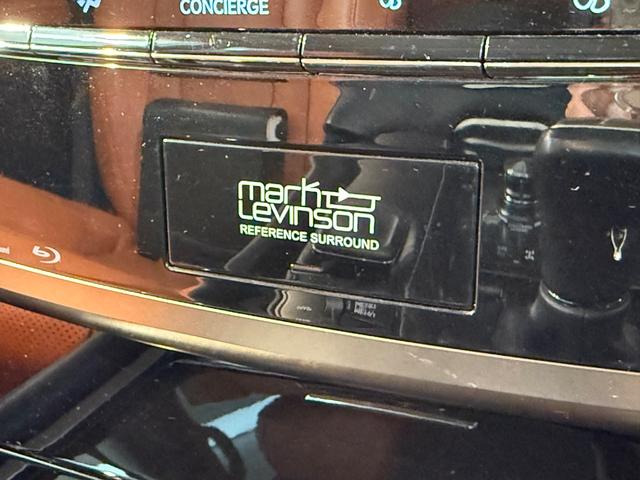 CONCIERGE
mark
Levinson
REFERENCE SURROUND